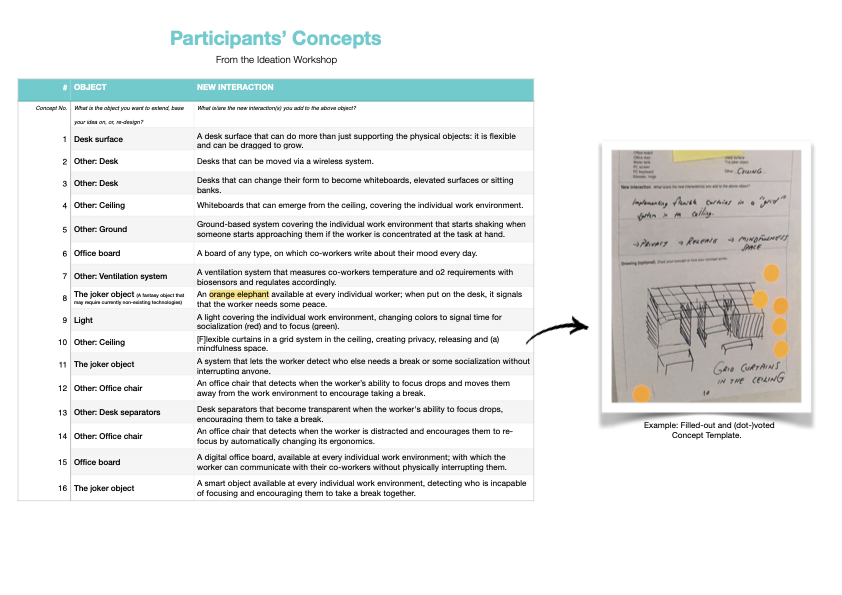 Participants’ Concepts
From the Ideation Workshop
# OBJECT NEW INTERACTION
Concept No. What is the object you want to extend, base your idea on, or, re-design? What is/are the new interaction(s) you add to the above object?
1 Desk surface A desk surface that can do more than just supporting the physical objects: it is flexible
and can be dragged to grow.
2 Other: Desk Desks that can be moved via a wireless system.
3 Other: Desk Desks that can change their form to become whiteboards, elevated surfaces or sitting
banks.
4 Other: Ceiling Whiteboards that can emerge from the ceiling, covering the individual work environment.
5 Other: Ground Ground-based system covering the individual work environment that starts shaking when
someone starts approaching them if the worker is concentrated at the task at hand.
6 Office board A board of any type, on which co-workers write about their mood every day.
7 Other: Ventilation system A ventilation system that measures co-workers temperature and o2 requirements with
biosensors and regulates accordingly.
8 The joker object (A fantasy object that may require currently non-existing technologies) An orange elephant available at every individual worker; when put on the desk, it signals
that the worker needs some peace.
9 Light A light covering the individual work environment, changing colors to signal time for
socialization (red) and to focus (green).
10 Other: Ceiling [F]lexible curtains in a grid system in the ceiling, creating privacy, releasing and (a)
mindfulness space.
11 The joker object A system that lets the worker detect who else needs a break or some socialization without
interrupting anyone.
12 Other: Office chair An office chair that detects when the worker’s ability to focus drops and moves them
away from the work environment to encourage taking a break.
13 Other: Desk separators Desk separators that become transparent when the worker's ability to focus drops,
encouraging them to take a break.
14 Other: Office chair An office chair that detects when the worker is distracted and encourages them to re-
focus by automatically changing its ergonomics.
15 Office board A digital office board, available at every individual work environment; with which the
worker can communicate with their co-workers without physically interrupting them.
16 The joker object A smart object available at every individual work environment, detecting who is incapable
of focusing and encouraging them to take a break together.
CEILING
Implementing flexible curtains in a "grid"
system in the ceiling.
→ PRIVACY → RELEASE → MINDFULNESS
SPACE
GRID CURTAINS
IN THE CEILING
10
Example: Filled-out and (dot-)voted
Concept Template.